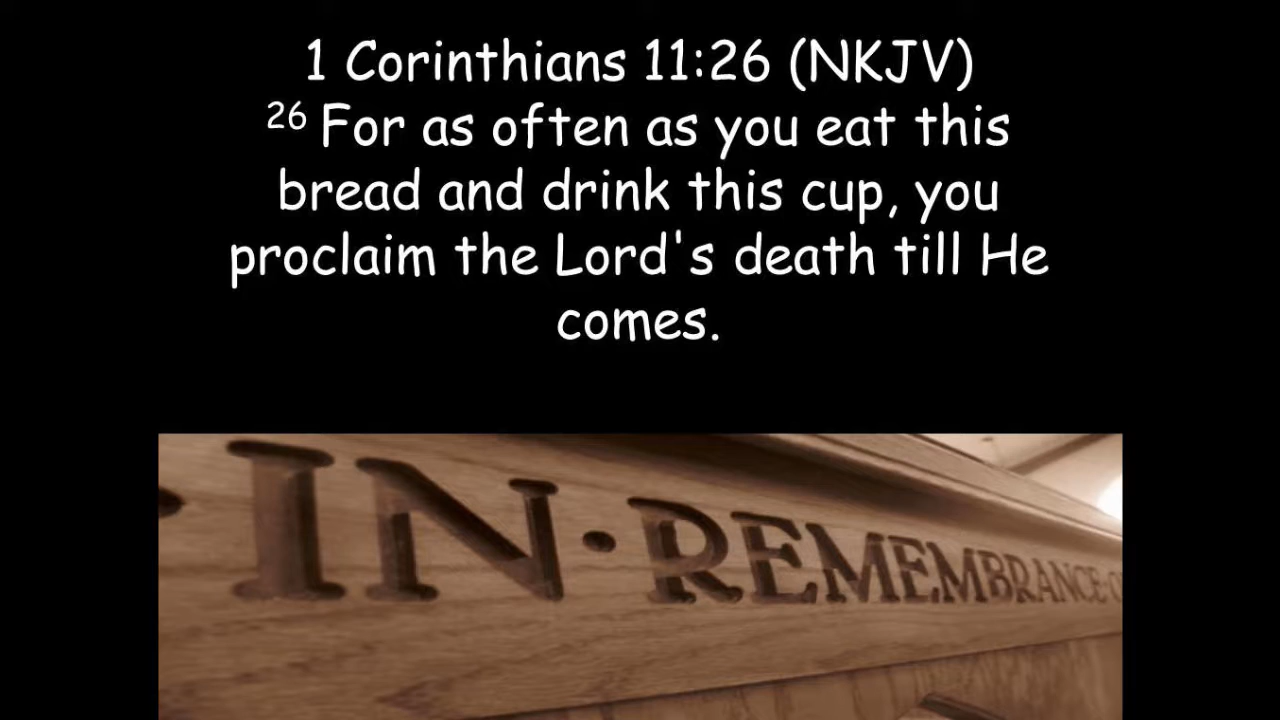 1 Corinthians 11:26 (NKJV)
26 For as often as you eat this
bread and drink this cup, you
proclaim the Lord's death till He
comes.
·IN·REMEMBRANCE·